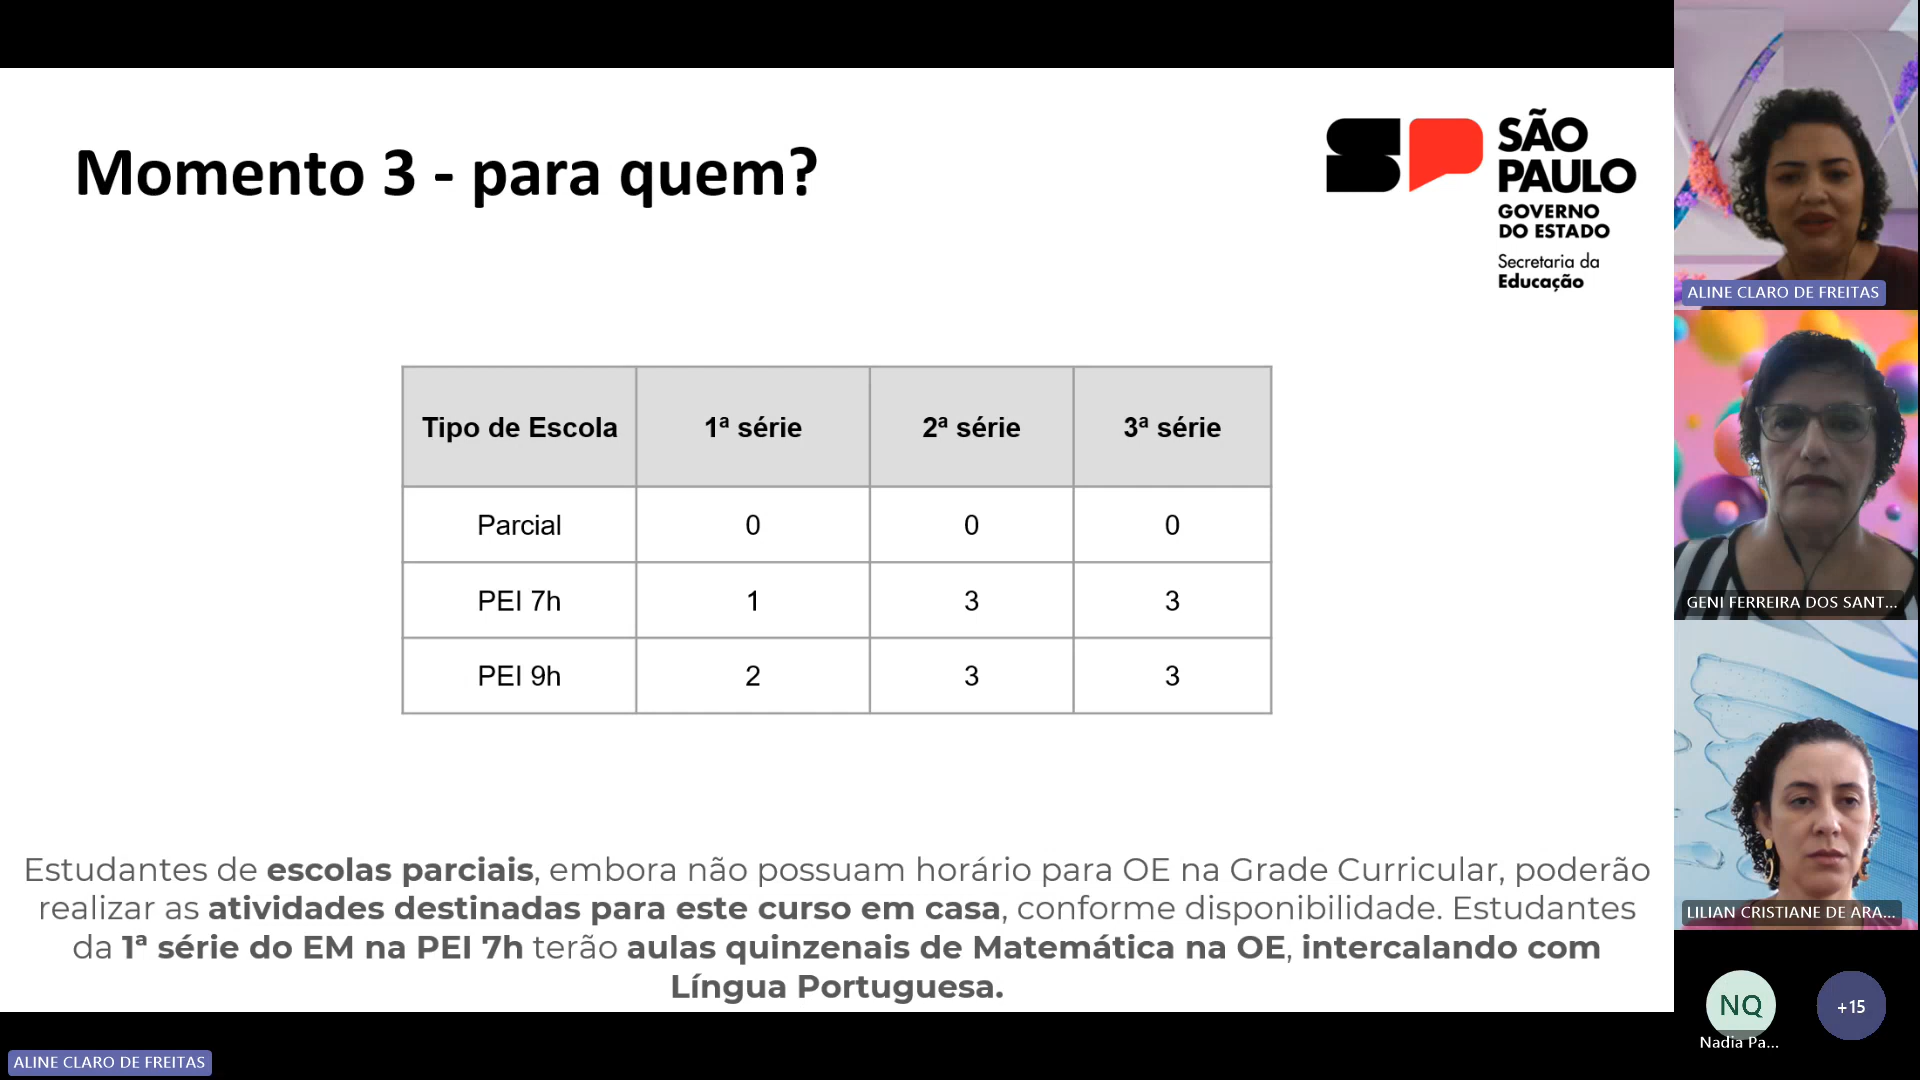 Momento 3 - para quem?
SÃO
PAULO
GOVERNO
DO ESTADO
Secretaria da
Educação
Tipo de Escola 1ª série 2ª série 3ª série
Parcial 0 0 0
PEI 7h 1 3 3
PEI 9h 2 3 3
Estudantes de escolas parciais, embora não possuam horário para OE na Grade Curricular, poderão
realizar as atividades destinadas para este curso em casa, conforme disponibilidade. Estudantes
da 1ª série do EM na PEI 7h terão aulas quinzenais de Matemática na OE, intercalando com
Língua Portuguesa.
ALINE CLARO DE FREITAS
GENI FERREIRA DOS SANT...
LILIAN CRISTIANE DE ARA...
NQ
Nadia Pa...
+15
ALINE CLARO DE FREITAS